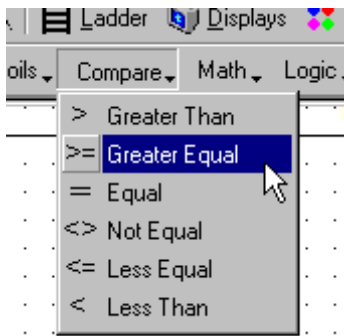 Ladder Displays
oils Compare Math Logic
> Greater Than
>= Greater Equal
= Equal
<> Not Equal
<= Less Equal
< Less Than